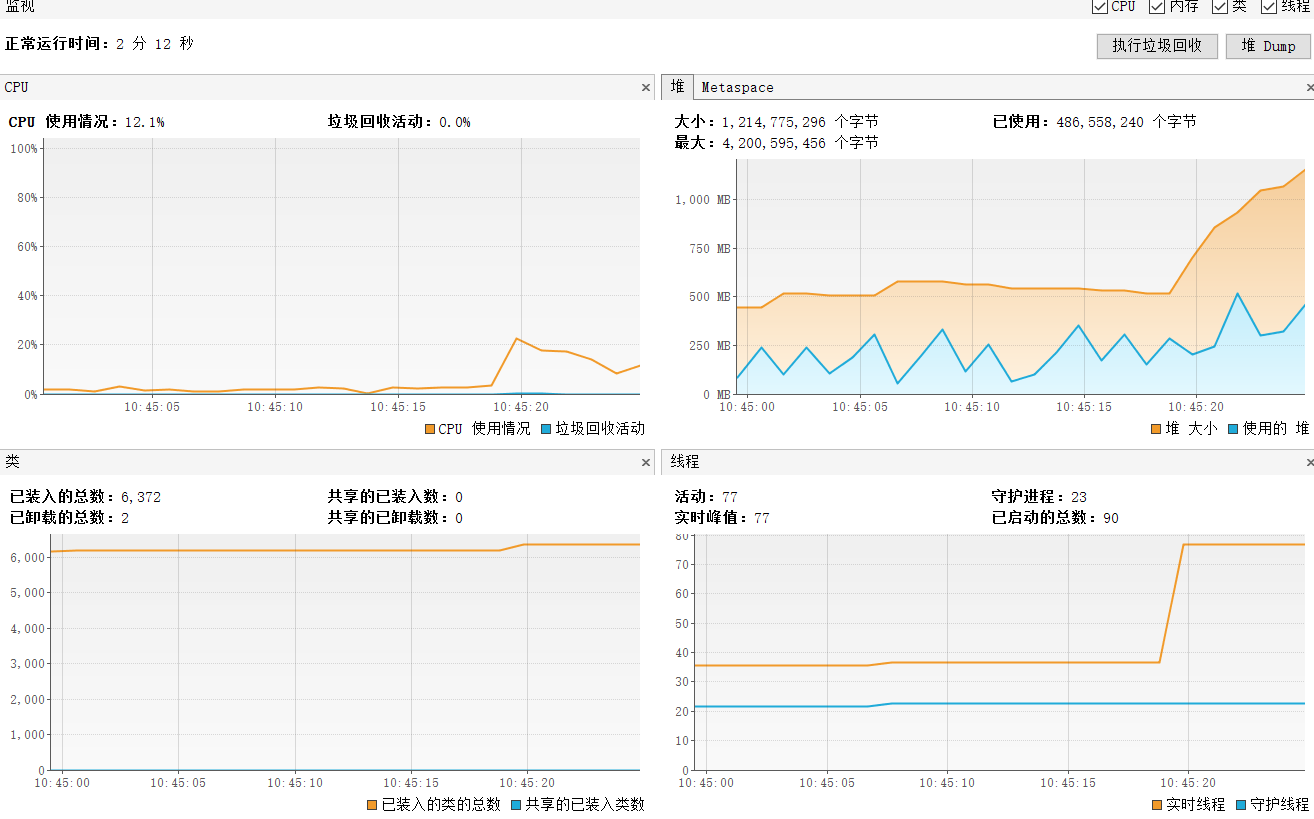 监视
CPU 内存 类 线程
正常运行时间：2 分 12 秒
执行垃圾回收 堆 Dump
CPU ×
CPU 使用情况：12.1% 垃圾回收活动：0.0%
100%
80%
60%
40%
20%
0%
10:45:05 10:45:10 10:45:15 10:45:20
CPU 使用情况 垃圾回收活动
堆 Metaspace ×
大小：1,214,775,296 个字节 已使用：486,558,240 个字节
最大：4,200,595,456 个字节
1,000 MB
750 MB
500 MB
250 MB
0 MB
10:45:00 10:45:05 10:45:10 10:45:15 10:45:20
堆 大小 使用的 堆
类 ×
已装入的总数：6,372 共享的已装入数：0
已卸载的总数：2 共享的已卸载数：0
6,000
5,000
4,000
3,000
2,000
1,000
0
10:45:00 10:45:05 10:45:10 10:45:15 10:45:20
已装入的类的总数 共享的已装入类数
线程 ×
活动：77 守护进程：23
实时峰值：77 已启动的总数：90
80
70
60
50
40
30
20
10
0
10:45:00 10:45:05 10:45:10 10:45:15 10:45:20
实时线程 守护线程